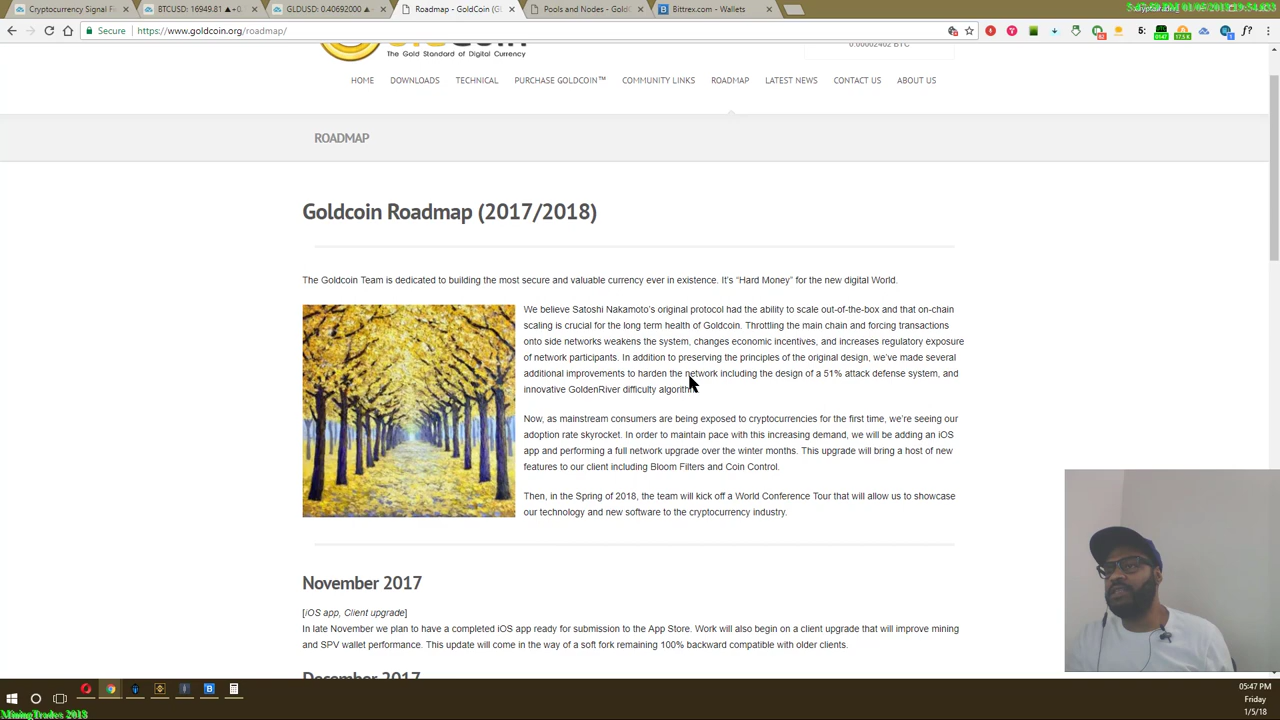 Cryptocurrency Signal Fi
BTCUSD: 16949.81 ▲+0
GLDUSD: 0.40692000 ▲
Roadmap - GoldCoin (G
Pools and Nodes - Gold
Bittrex.com - Wallets
Secure
https://www.goldcoin.org/roadmap/
The Gold Standard of Digital Currency
0.00002402 BTC
HOME DOWNLOADS TECHNICAL PURCHASE GOLDCOIN™ COMMUNITY LINKS ROADMAP LATEST NEWS CONTACT US ABOUT US
ROADMAP
Goldcoin Roadmap (2017/2018)
The Goldcoin Team is dedicated to building the most secure and valuable currency ever in existence. It's “Hard Money” for the new digital World.
We believe Satoshi Nakamoto's original protocol had the ability to scale out-of-the-box and that on-chain
scaling is crucial for the long term health of Goldcoin. Throttling the main chain and forcing transactions
onto side networks weakens the system, changes economic incentives, and increases regulatory exposure
of network participants. In addition to preserving the principles of the original design, we've made several
additional improvements to harden the network including the design of a 51% attack defense system, and
innovative GoldenRiver difficulty algorith
Now, as mainstream consumers are being exposed to cryptocurrencies for the first time, we're seeing our
adoption rate skyrocket. In order to maintain pace with this increasing demand, we will be adding an iOS
app and performing a full network upgrade over the winter months. This upgrade will bring a host of new
features to our client including Bloom Filters and Coin Control.
Then, in the Spring of 2018, the team will kick off a World Conference Tour that will allow us to showcase
our technology and new software to the cryptocurrency industry.
November 2017
[iOS app, Client upgrade]
In late November we plan to have a completed iOS app ready for submission to the App Store. Work will also begin on a client upgrade that will improve mining
and SPV wallet performance. This update will come in the way of a soft fork remaining 100% backward compatible with older clients.
December 2017
05:47 PM
Friday
1/5/18
MiningTrades 2018